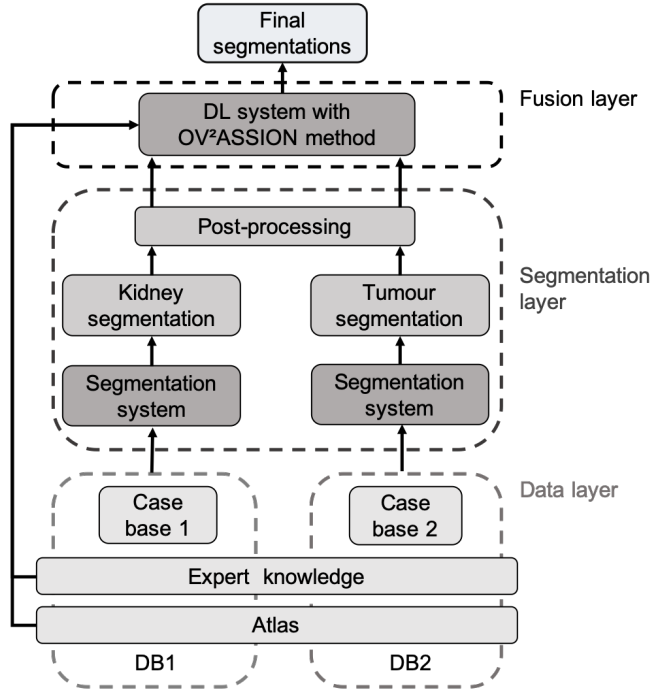 Final
segmentations
Fusion layer
DL system with
OV²ASSION method
Post-processing
Segmentation
layer
Kidney
segmentation
Tumour
segmentation
Segmentation
system
Segmentation
system
Data layer
Case
base 1
Case
base 2
Expert knowledge
Atlas
DB1
DB2